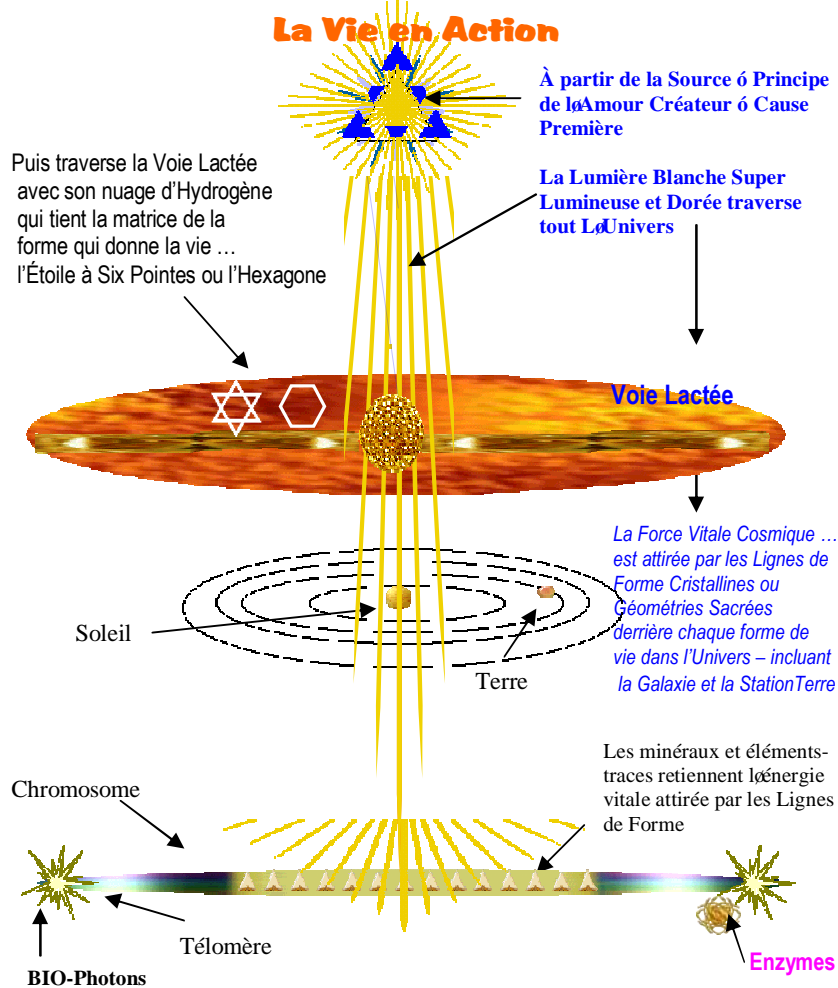 La Vie en Action
À partir de la Source ó Principe
de løAmour Créateur ó Cause
Première
Puis traverse la Voie Lactée
avec son nuage d'Hydrogène
qui tient la matrice de la
forme qui donne la vie …
l'Étoile à Six Pointes ou l'Hexagone
La Lumière Blanche Super
Lumineuse et Dorée traverse
tout LøUnivers
Voie Lactée
La Force Vitale Cosmique …
est attirée par les Lignes de
Forme Cristallines ou
Géométries Sacrées
derrière chaque forme de
vie dans l'Univers – incluant
la Galaxie et la StationTerre
Soleil
Terre
Les minéraux et éléments-
traces retiennent løénergie
vitale attirée par les Lignes
de Forme
Chromosome
Télomère
Enzymes
BIO-Photons